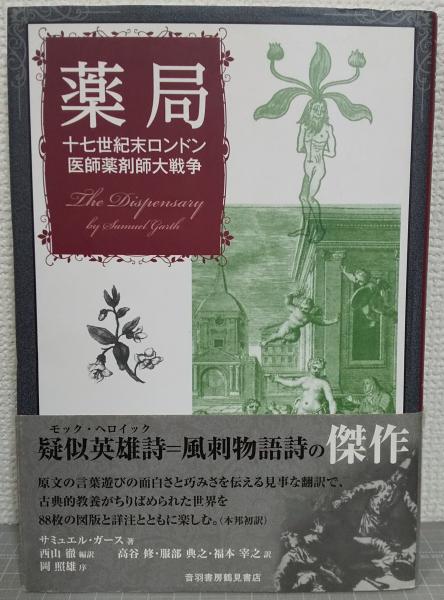 薬局
十七世紀末ロンドン
医師薬剤師大戦争
The Dispensary
by Samuel Garth
モック・ヘロイック
疑似英雄詩=風刺物語詩の傑作
原文の言葉遊びの面白さと巧みさを伝える見事な翻訳で、
古典的教養がちりばめられた世界を
88枚の図版と詳注とともに楽しむ。(本邦初訳)
サミュエル・ガース 著
西山 徹 編訳 高谷 修・服部 典之・福本 宰之 訳
岡 照雄 序
音羽書房鶴見書店